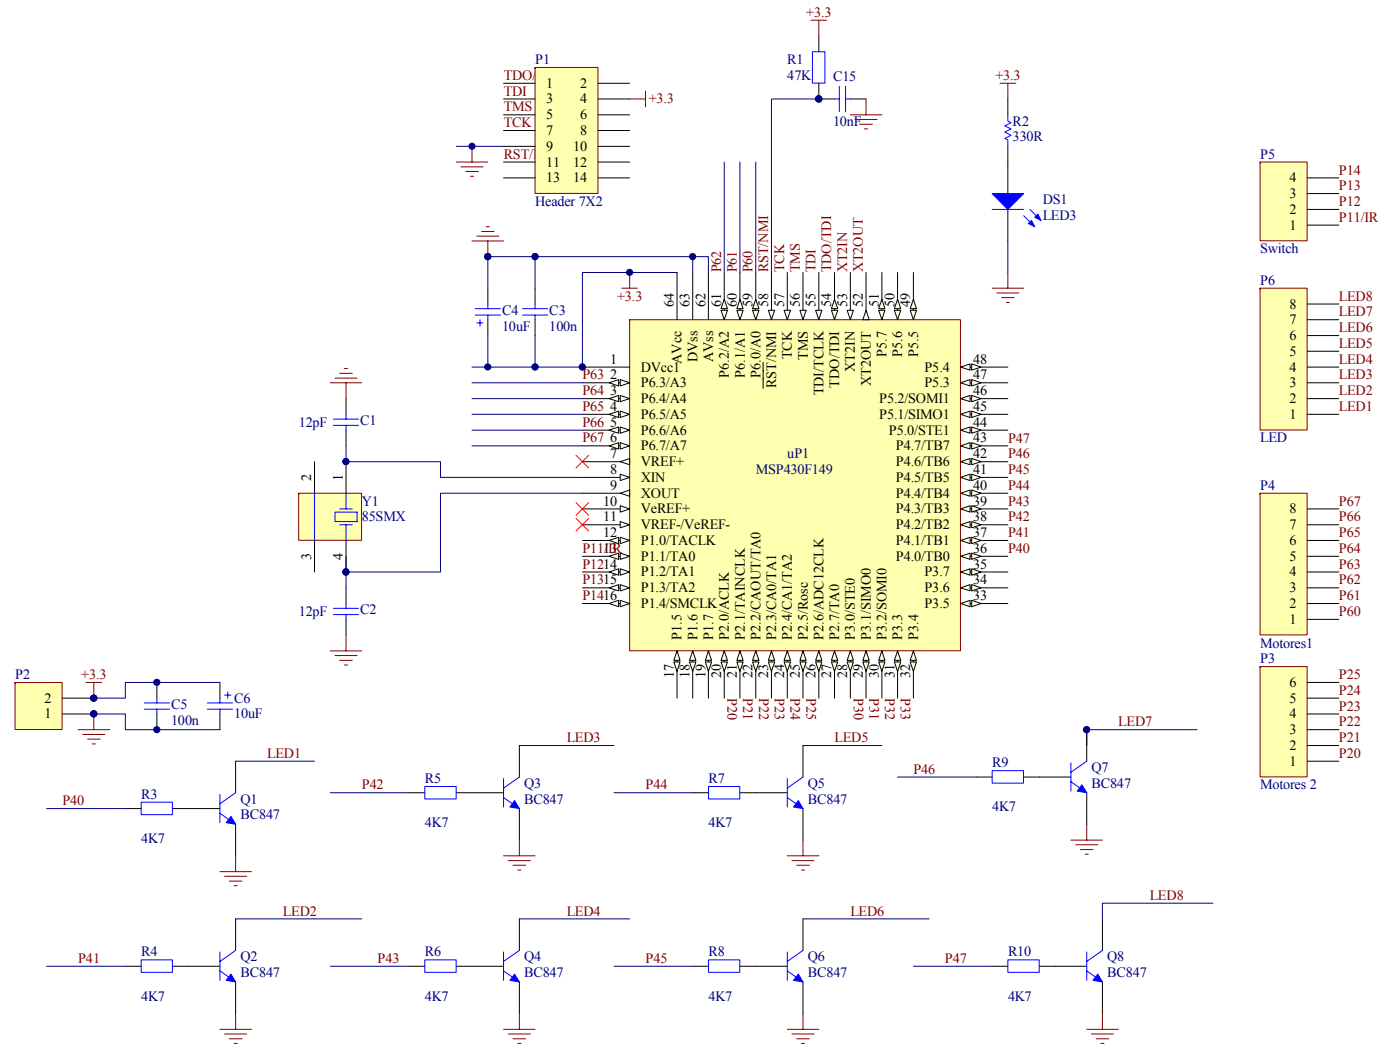 +3.3
R1
47K
C15
10nF
P1
TDO/
TDI
TMS
TCK
RST/
1 2
3 4
5 6
7 8
9 10
11 12
13 14
+3.3
Header 7X2
+3.3
R2
330R
DS1
LED3
P5
4 P14
3 P13
2 P12
1 P11/IR
Switch
P6
8 LED8
7 LED7
6 LED6
5 LED5
4 LED4
3 LED3
2 LED2
1 LED1
LED
P4
8 P67
7 P66
6 P65
5 P64
4 P63
3 P62
2 P61
1 P60
Motores1
P3
6 P25
5 P24
4 P23
3 P22
2 P21
1 P20
Motores 2
C4
10uF
+
C3
100n
+3.3
P62
P61
P60
RST/NMI
TCK
TMS
TDI
TDO/TDI
XT2IN
XT2OUT
64 63 62 61 60 59 58 57 56 55 54 53 52 51 50 49
AVcc
DVss
AVss
P6.2/A2
P6.1/A1
P6.0/A0
RST/NMI
TCK
TMS
TDI/TCLK
TDO/TDI
XT2IN
XT2OUT
P5.7
P5.6
P5.5
1 DVcc1
P63 2 P6.3/A3
P64 3 P6.4/A4
P65 4 P6.5/A5
P66 5 P6.6/A6
P67 6 P6.7/A7
7 VREF+
8 XIN
9 XOUT
10 VeREF+
11 VREF-/VeREF-
12 P1.0/TACLK
P11/IR 13 P1.1/TA0
P12 14 P1.2/TA1
P13 15 P1.3/TA2
P14 16 P1.4/SMCLK
uP1
MSP430F149
P5.4 48
P5.3 47
P5.2/SOMI1 46
P5.1/SIMO1 45
P5.0/STE1 44
P4.7/TB7 43 P47
P4.6/TB6 42 P46
P4.5/TB5 41 P45
P4.4/TB4 40 P44
P4.3/TB3 39 P43
P4.2/TB2 38 P42
P4.1/TB1 37 P41
P4.0/TB0 36 P40
P3.7 35
P3.6 34
P3.5 33
P1.5
P1.6
P1.7
P2.0/ACLK
P2.1/TAINCLK
P2.2/CAOUT/TA0
P2.3/CA0/TA1
P2.4/CA1/TA2
P2.5/Rosc
P2.6/ADC12CLK
P2.7/TA0
P3.0/STE0
P3.1/SIMO0
P3.2/SOMI0
P3.3
P3.4
17 18 19 20 21 22 23 24 25 26 27 28 29 30 31 32
P20
P21
P22
P23
P24
P25
P30
P31
P32
P33
12pF
C1
2
1
Y1
85SMX
3
4
12pF
C2
P2
2
1
+3.3
C5
100n
+
C6
10uF
LED1
P40
R3
4K7
Q1
BC847
LED3
P42
R5
4K7
Q3
BC847
LED5
P44
R7
4K7
Q5
BC847
LED7
P46
R9
4K7
Q7
BC847
LED2
P41
R4
4K7
Q2
BC847
LED4
P43
R6
4K7
Q4
BC847
LED6
P45
R8
4K7
Q6
BC847
LED8
P47
R10
4K7
Q8
BC847